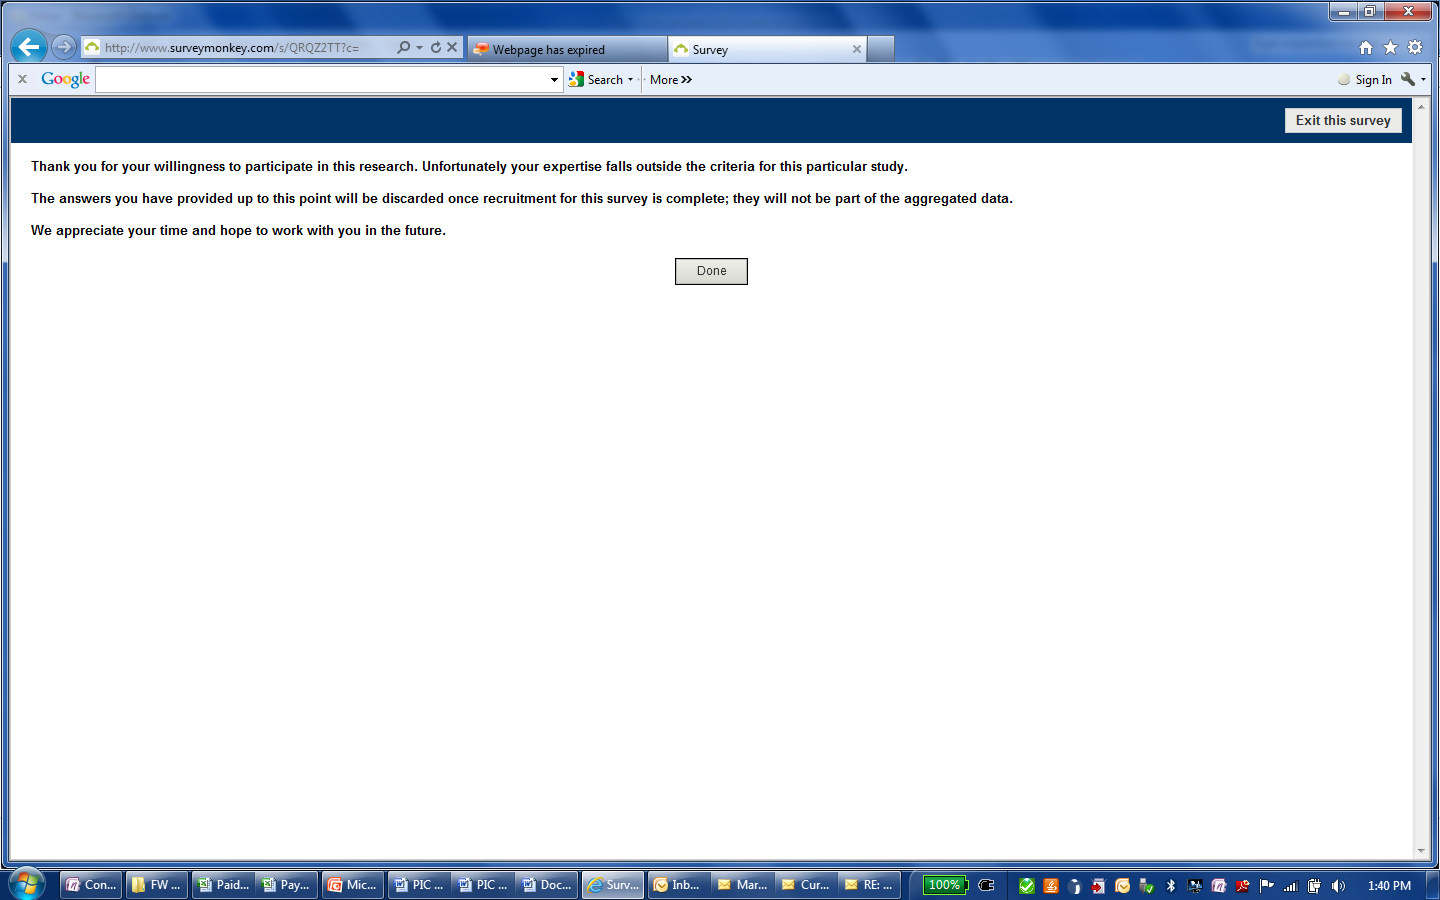 http://www.surveymonkey.com/s/QRQZ2TT?c=
Webpage has expired
Survey
Google
Search
More
Sign In
Exit this survey
Thank you for your willingness to participate in this research. Unfortunately your expertise falls outside the criteria for this particular study.
The answers you have provided up to this point will be discarded once recruitment for this survey is complete; they will not be part of the aggregated data.
We appreciate your time and hope to work with you in the future.
Done
Con... FW ... Paid... Pay... Mic... PIC ... PIC ... Doc... Surv... Inb... Mar... Cur... RE: ... 100% 1:40 PM